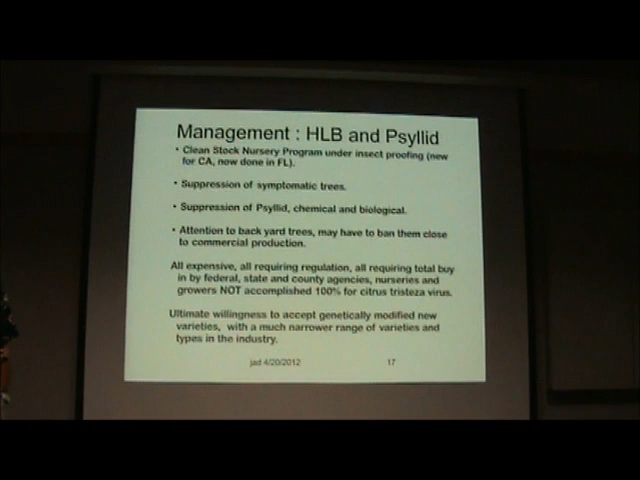 Management : HLB and Psyllid
• Clean Stock Nursery Program under insect proofing (new
for CA, now done in FL).
• Suppression of symptomatic trees.
• Suppression of Psyllid, chemical and biological.
• Attention to back yard trees, may have to ban them close
to commercial production.
All expensive, all requiring regulation, all requiring total buy
in by federal, state and county agencies, nurseries and
growers NOT accomplished 100% for citrus tristeza virus.
Ultimate willingness to accept genetically modified new
varieties, with a much narrower range of varieties and
types in the industry.
jad 4/20/2012 17